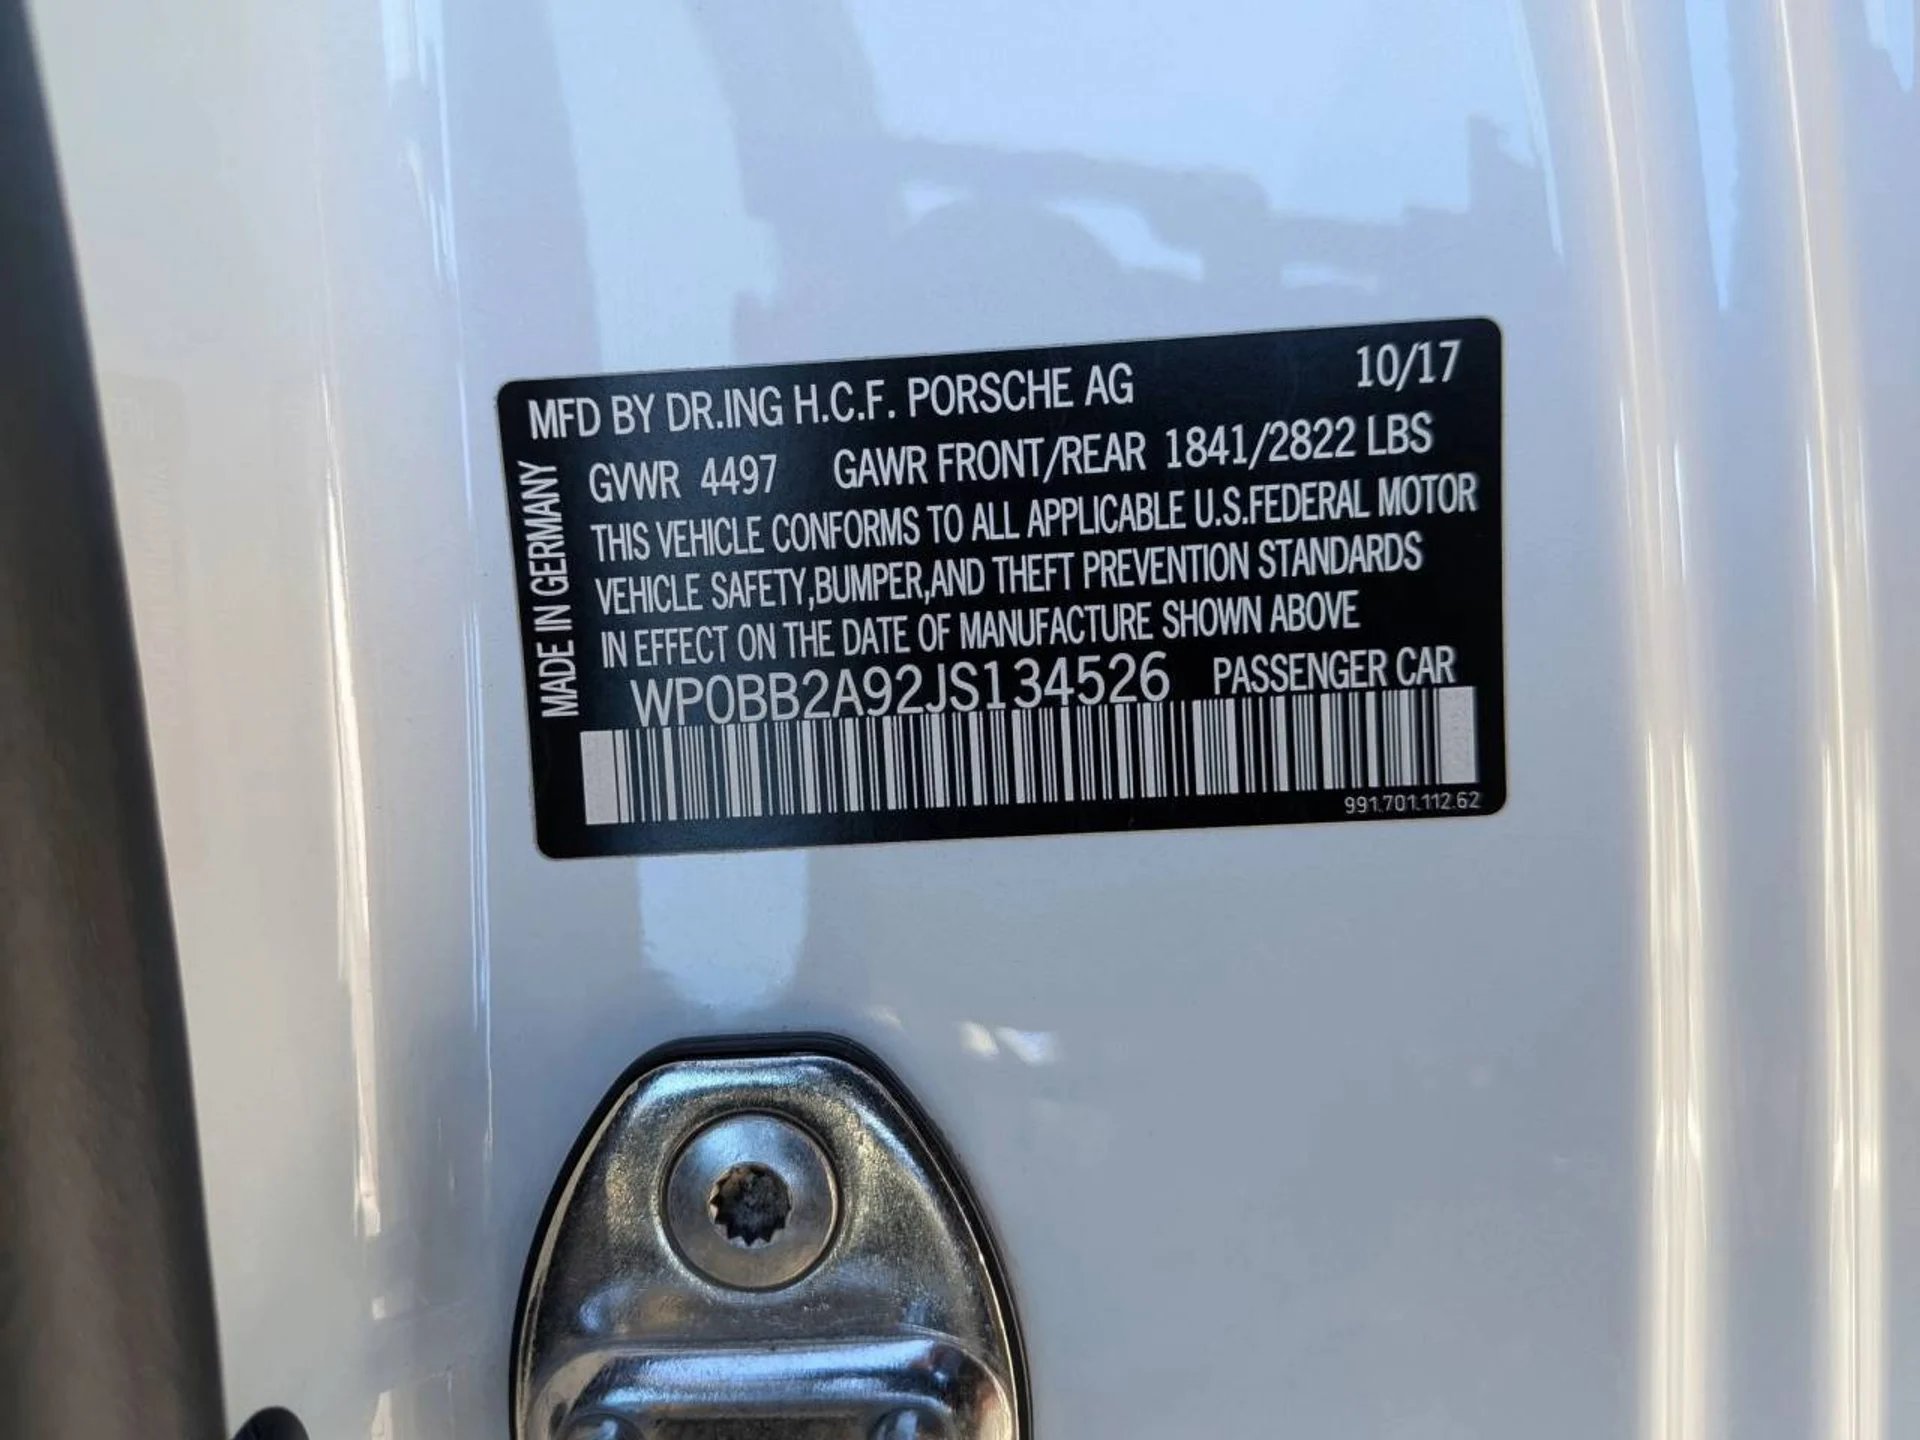 MFD BY DR.ING H.C.F. PORSCHE AG 10/17
GVWR 4497 GAWR FRONT/REAR 1841/2822 LBS
THIS VEHICLE CONFORMS TO ALL APPLICABLE U.S.FEDERAL MOTOR
VEHICLE SAFETY,BUMPER,AND THEFT PREVENTION STANDARDS
IN EFFECT ON THE DATE OF MANUFACTURE SHOWN ABOVE
WP0BB2A92JS134526 PASSENGER CAR
991.701.112.62
MADE IN GERMANY